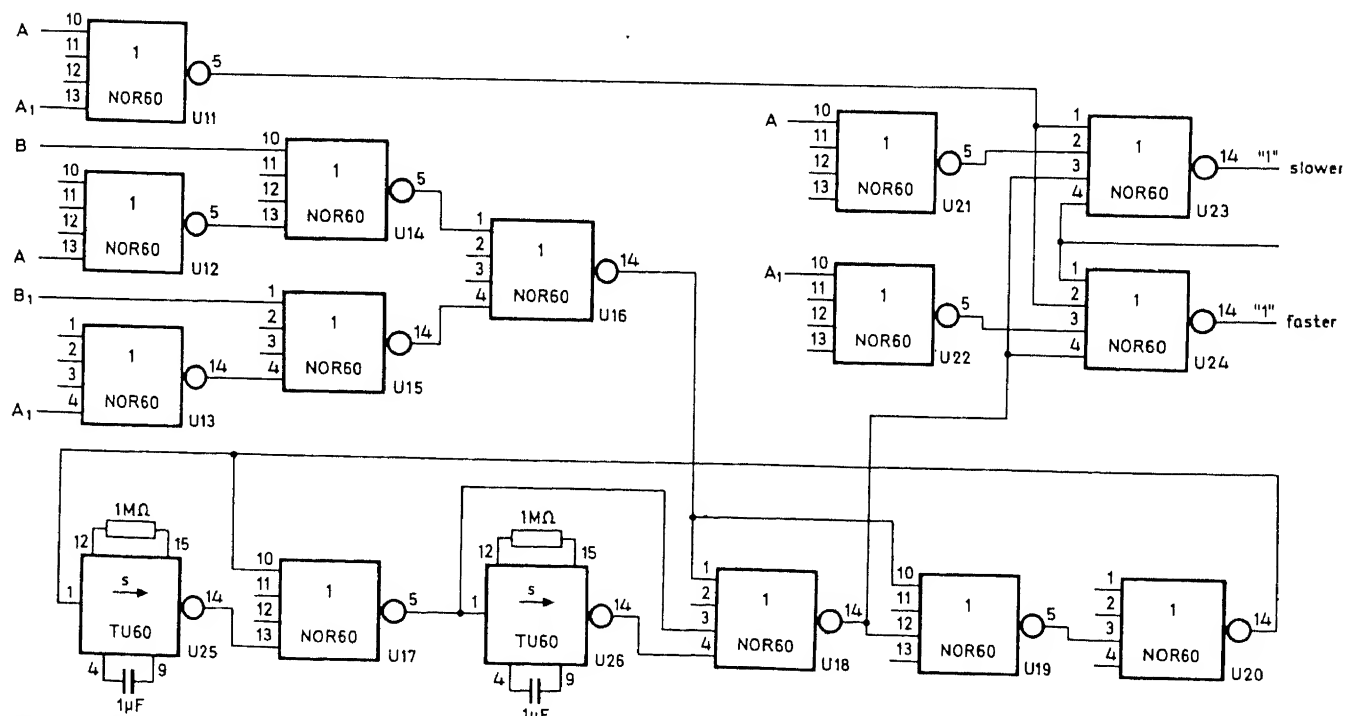 A 10
11
12
A₁ 13
1
NOR60
5
U11
B
10
11
12
A 13
1
NOR60
5
U12
10
11
12
13
1
NOR60
5
U14
B₁
1
2
3
A₁ 4
1
NOR60
14
U13
1
2
3
4
1
NOR60
14
U15
1
2
3
4
1
NOR60
14
U16
A 10
11
12
13
1
NOR60
5
U21
A₁ 10
11
12
13
1
NOR60
5
U22
1
2
3
4
1
NOR60
14 "1" slower
U23
1
2
3
4
1
NOR60
14 "1" faster
U24
1MΩ
12 15
1
s
TU60
14
U25
4 9
1µF
10
11
12
13
1
NOR60
5
U17
1MΩ
12 15
1
s
TU60
14
U26
4 9
1µF
1
2
3
4
1
NOR60
14
U18
10
11
12
13
1
NOR60
5
U19
1
2
3
4
1
NOR60
14
U20